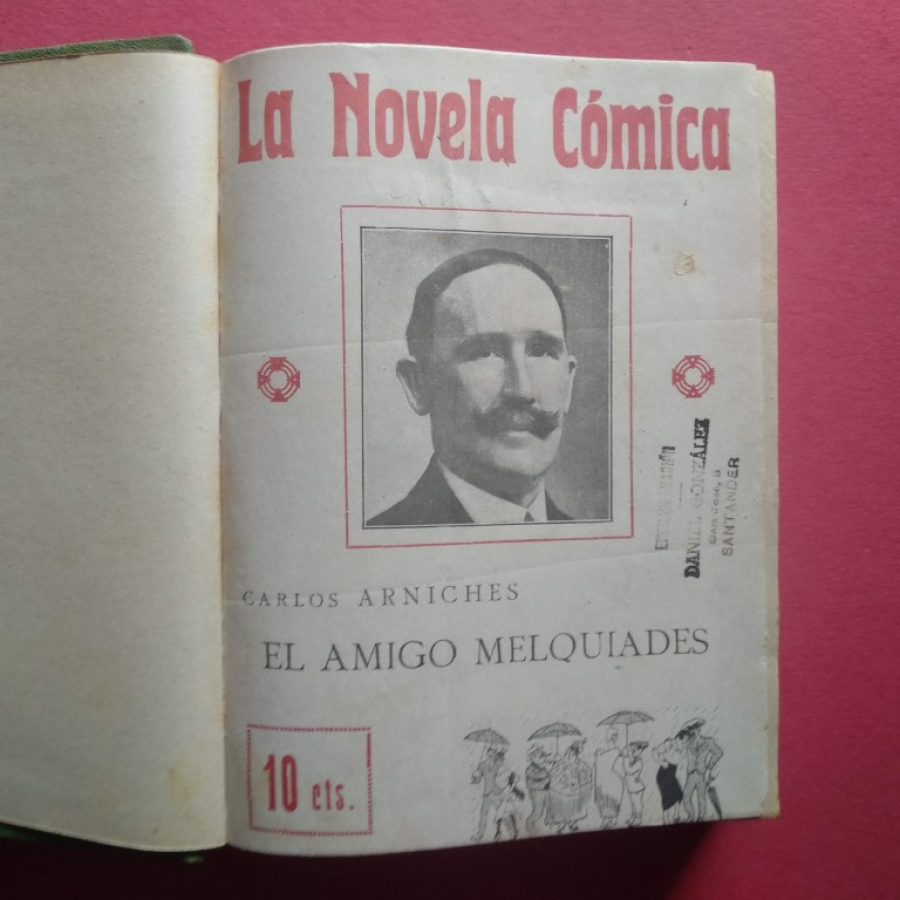 La Novela Cómica
CARLOS ARNICHES
EL AMIGO MELQUIADES
10 cts.
DANIEL GONZÁLEZ
SANTANDER